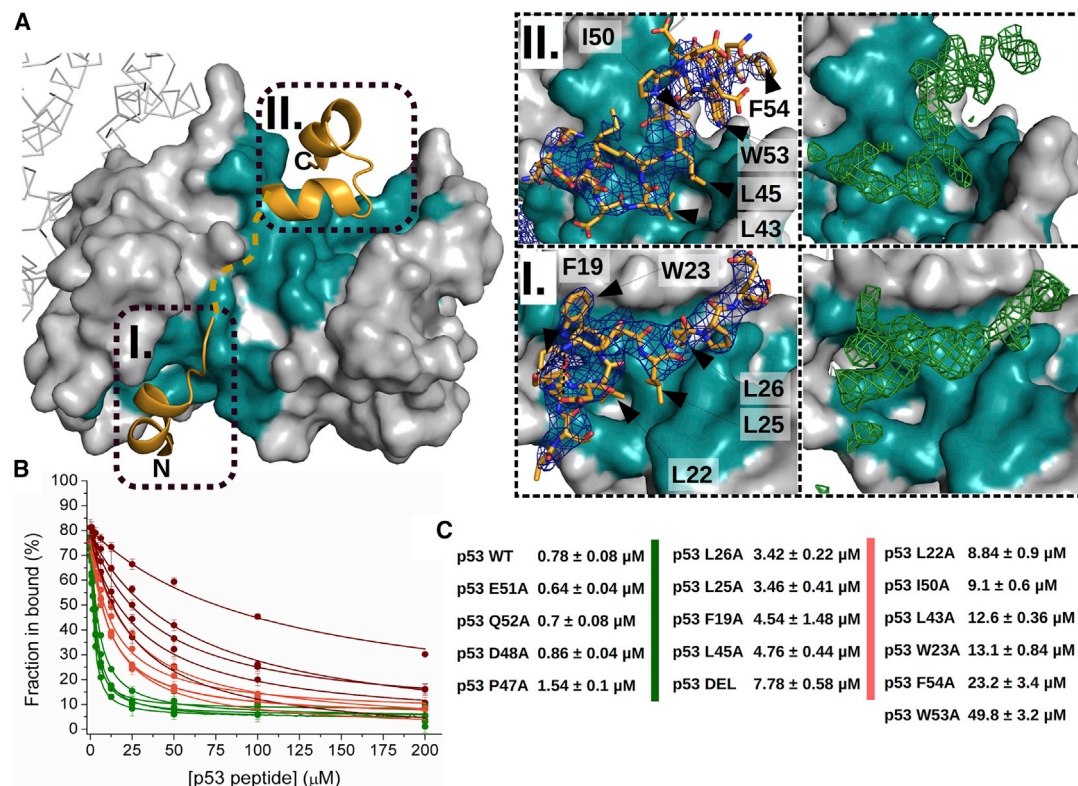 A
II.
C
I.
N
II.
I50
F54
W53
L45
L43
I.
F19
W23
L26
L25
L22
B
Fraction in bound (%)
100
90
80
70
60
50
40
30
20
10
0
0 25 50 75 100 125 150 175 200
[p53 peptide] (μM)
C
p53 WT 0.78 ± 0.08 μM
p53 E51A 0.64 ± 0.04 μM
p53 Q52A 0.7 ± 0.08 μM
p53 D48A 0.86 ± 0.04 μM
p53 P47A 1.54 ± 0.1 μM
p53 L26A 3.42 ± 0.22 μM
p53 L25A 3.46 ± 0.41 μM
p53 F19A 4.54 ± 1.48 μM
p53 L45A 4.76 ± 0.44 μM
p53 DEL 7.78 ± 0.58 μM
p53 L22A 8.84 ± 0.9 μM
p53 I50A 9.1 ± 0.6 μM
p53 L43A 12.6 ± 0.36 μM
p53 W23A 13.1 ± 0.84 μM
p53 F54A 23.2 ± 3.4 μM
p53 W53A 49.8 ± 3.2 μM